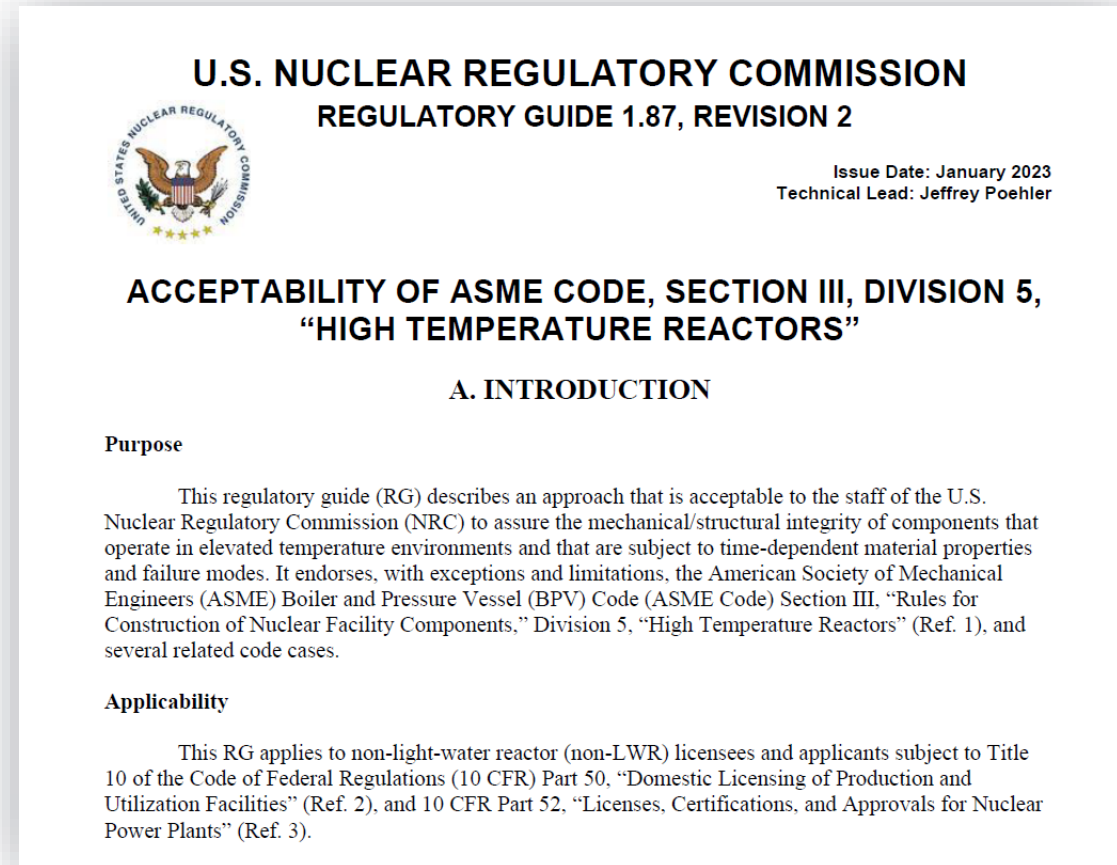 U.S. NUCLEAR REGULATORY COMMISSION
REGULATORY GUIDE 1.87, REVISION 2
UNITED STATES NUCLEAR REGULATORY COMMISSION
Issue Date: January 2023
Technical Lead: Jeffrey Poehler
ACCEPTABILITY OF ASME CODE, SECTION III, DIVISION 5,
“HIGH TEMPERATURE REACTORS”
A. INTRODUCTION
Purpose
This regulatory guide (RG) describes an approach that is acceptable to the staff of the U.S.
Nuclear Regulatory Commission (NRC) to assure the mechanical/structural integrity of components that
operate in elevated temperature environments and that are subject to time-dependent material properties
and failure modes. It endorses, with exceptions and limitations, the American Society of Mechanical
Engineers (ASME) Boiler and Pressure Vessel (BPV) Code (ASME Code) Section III, “Rules for
Construction of Nuclear Facility Components,” Division 5, “High Temperature Reactors” (Ref. 1), and
several related code cases.
Applicability
This RG applies to non-light-water reactor (non-LWR) licensees and applicants subject to Title
10 of the Code of Federal Regulations (10 CFR) Part 50, “Domestic Licensing of Production and
Utilization Facilities” (Ref. 2), and 10 CFR Part 52, “Licenses, Certifications, and Approvals for Nuclear
Power Plants” (Ref. 3).